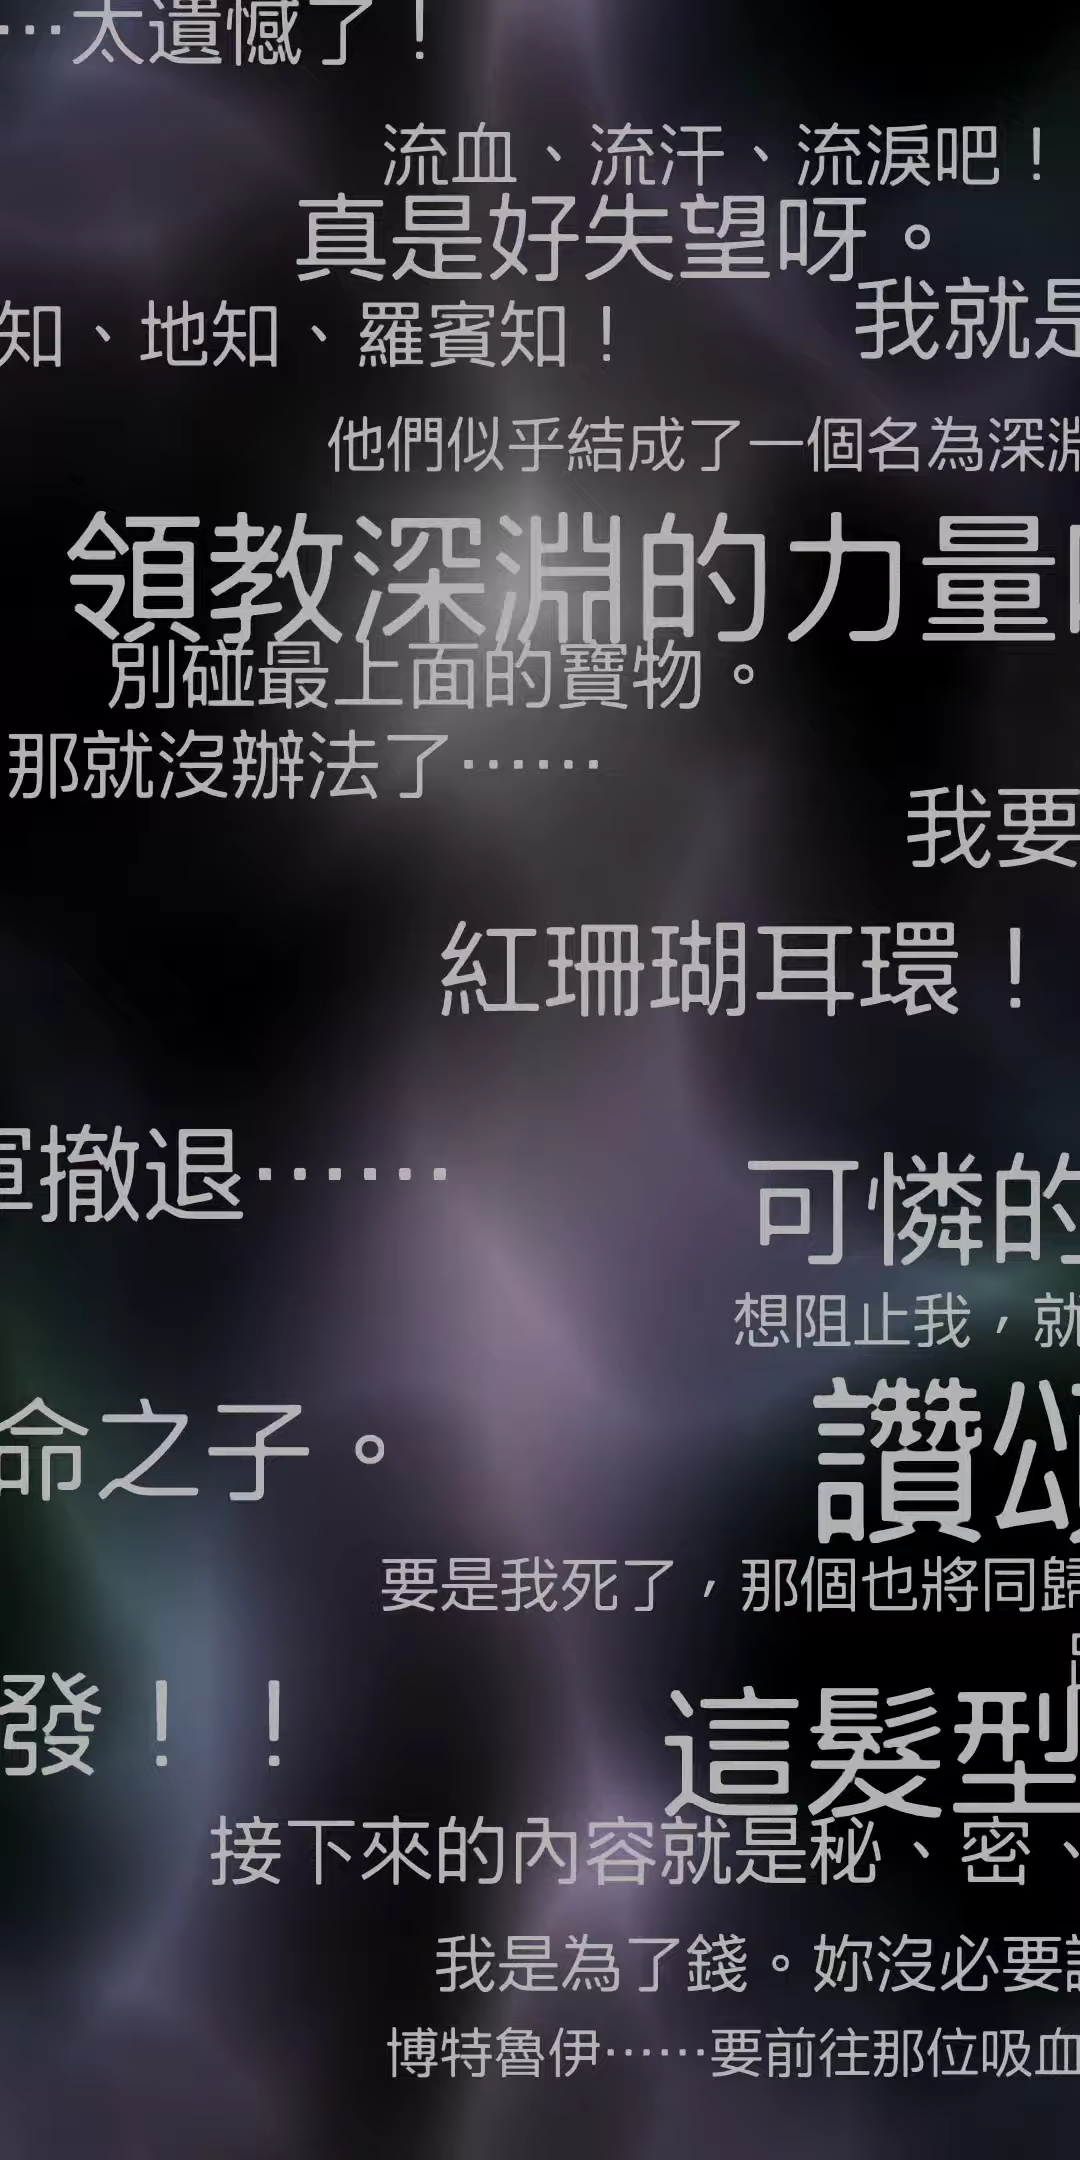 …太遺憾了！
流血、流汗、流淚吧！
真是好失望呀。
我就是
知、地知、羅賓知！
他們似乎結成了一個名為深淵
領教深淵的力量
別碰最上面的寶物。
那就沒辦法了……
我要
紅珊瑚耳環！
軍撤退……
可憐的
想阻止我，就
讚頌
命之子。
要是我死了，那個也將同歸
發！！
這髮型
接下來的內容就是秘、密、
我是為了錢。妳沒必要
博特魯伊……要前往那位吸血